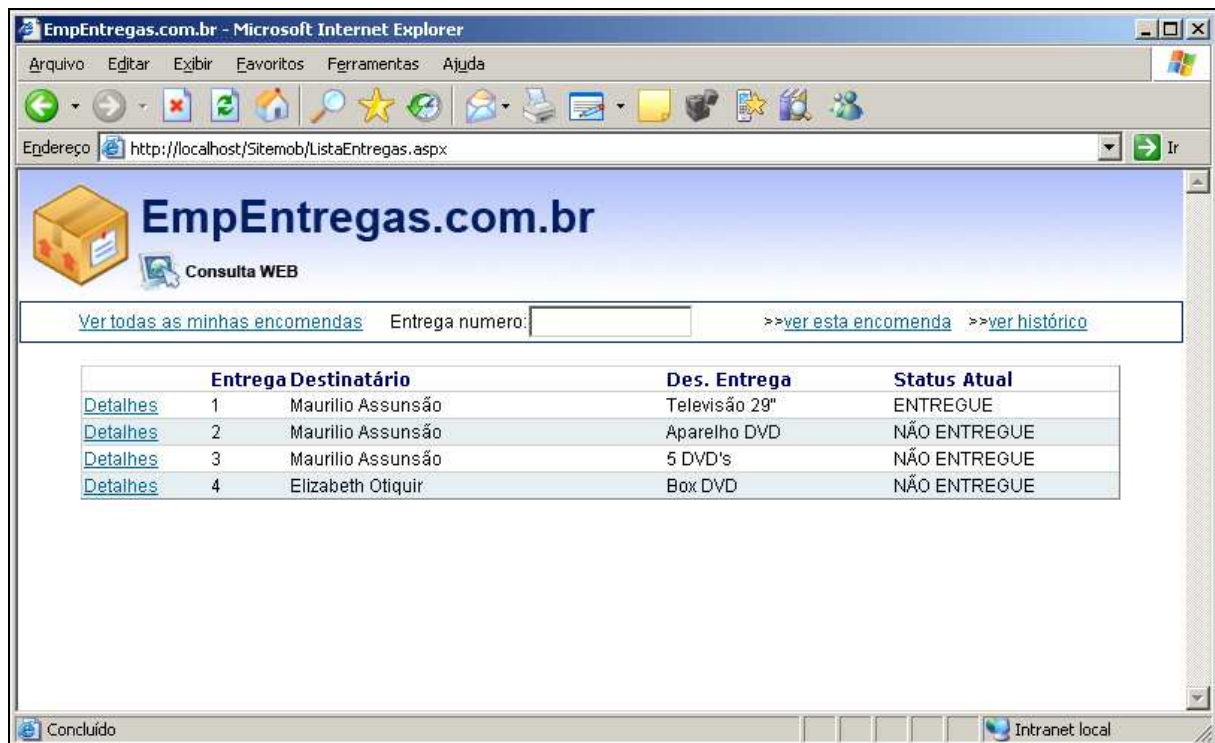 EmpEntregas.com.br - Microsoft Internet Explorer
Arquivo Editar Exibir Favoritos Ferramentas Ajuda
Endereço http://localhost/Sitemob/ListaEntregas.aspx Ir
EmpEntregas.com.br
Consulta WEB
Ver todas as minhas encomendas Entrega numero: >>ver esta encomenda >>ver histórico
Entrega Destinatário Des. Entrega Status Atual
Detalhes 1 Maurilio Assunsão Televisão 29" ENTREGUE
Detalhes 2 Maurilio Assunsão Aparelho DVD NÃO ENTREGUE
Detalhes 3 Maurilio Assunsão 5 DVD's NÃO ENTREGUE
Detalhes 4 Elizabeth Otiquir Box DVD NÃO ENTREGUE
Concluído Intranet local